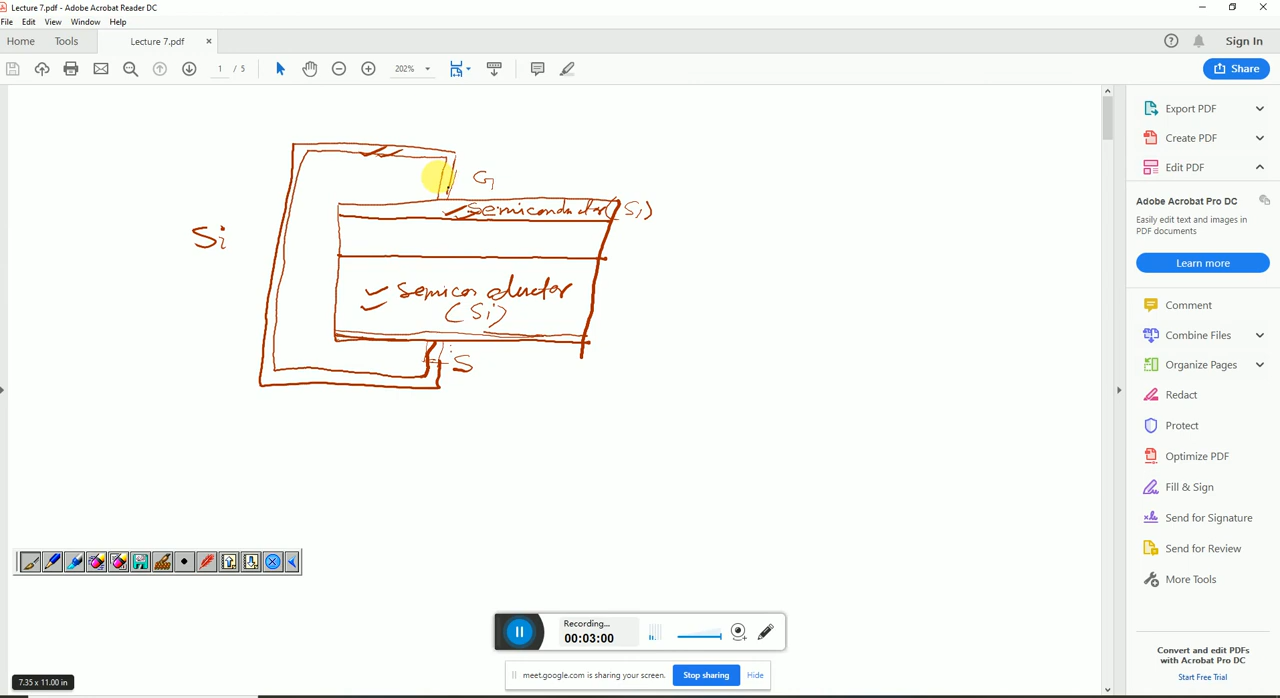 Lecture 7.pdf - Adobe Acrobat Reader DC
File Edit View Window Help
Home Tools Lecture 7.pdf × Sign In
1 / 5 202% Share
Export PDF
Create PDF
Edit PDF
Adobe Acrobat Pro DC
Easily edit text and images in
PDF documents
Learn more
Comment
Combine Files
Organize Pages
Redact
Protect
Optimize PDF
Fill & Sign
Send for Signature
Send for Review
More Tools
Convert and edit PDFs
with Acrobat Pro DC
Start Free Trial
G
semiconductor (Si)
Si
semiconductor
(Si)
S
Recording...
00:03:00
meet.google.com is sharing your screen. Stop sharing Hide
7.35 x 11.00 in